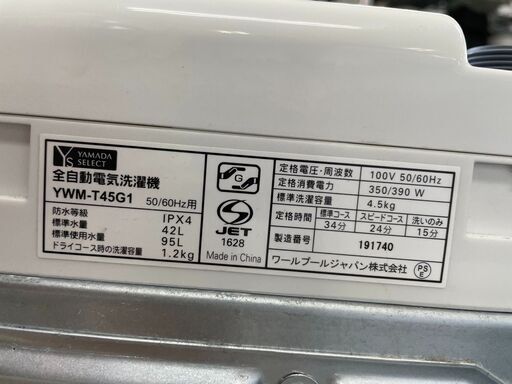 YS YAMADA SELECT
全自動電気洗濯機
YWM-T45G1 50/60Hz用
防水等級 IPX4
標準水量 42L
標準使用水量 95L
ドライコース時の洗濯容量 1.2kg
G
S
JET
1628
Made in China
定格電圧・周波数 100V 50/60Hz
定格消費電力 350/390 W
標準洗濯容量 4.5kg
標準コース スピードコース 洗いのみ
34分 24分 15分
製造番号 191740
ワールプールジャパン株式会社
PS E